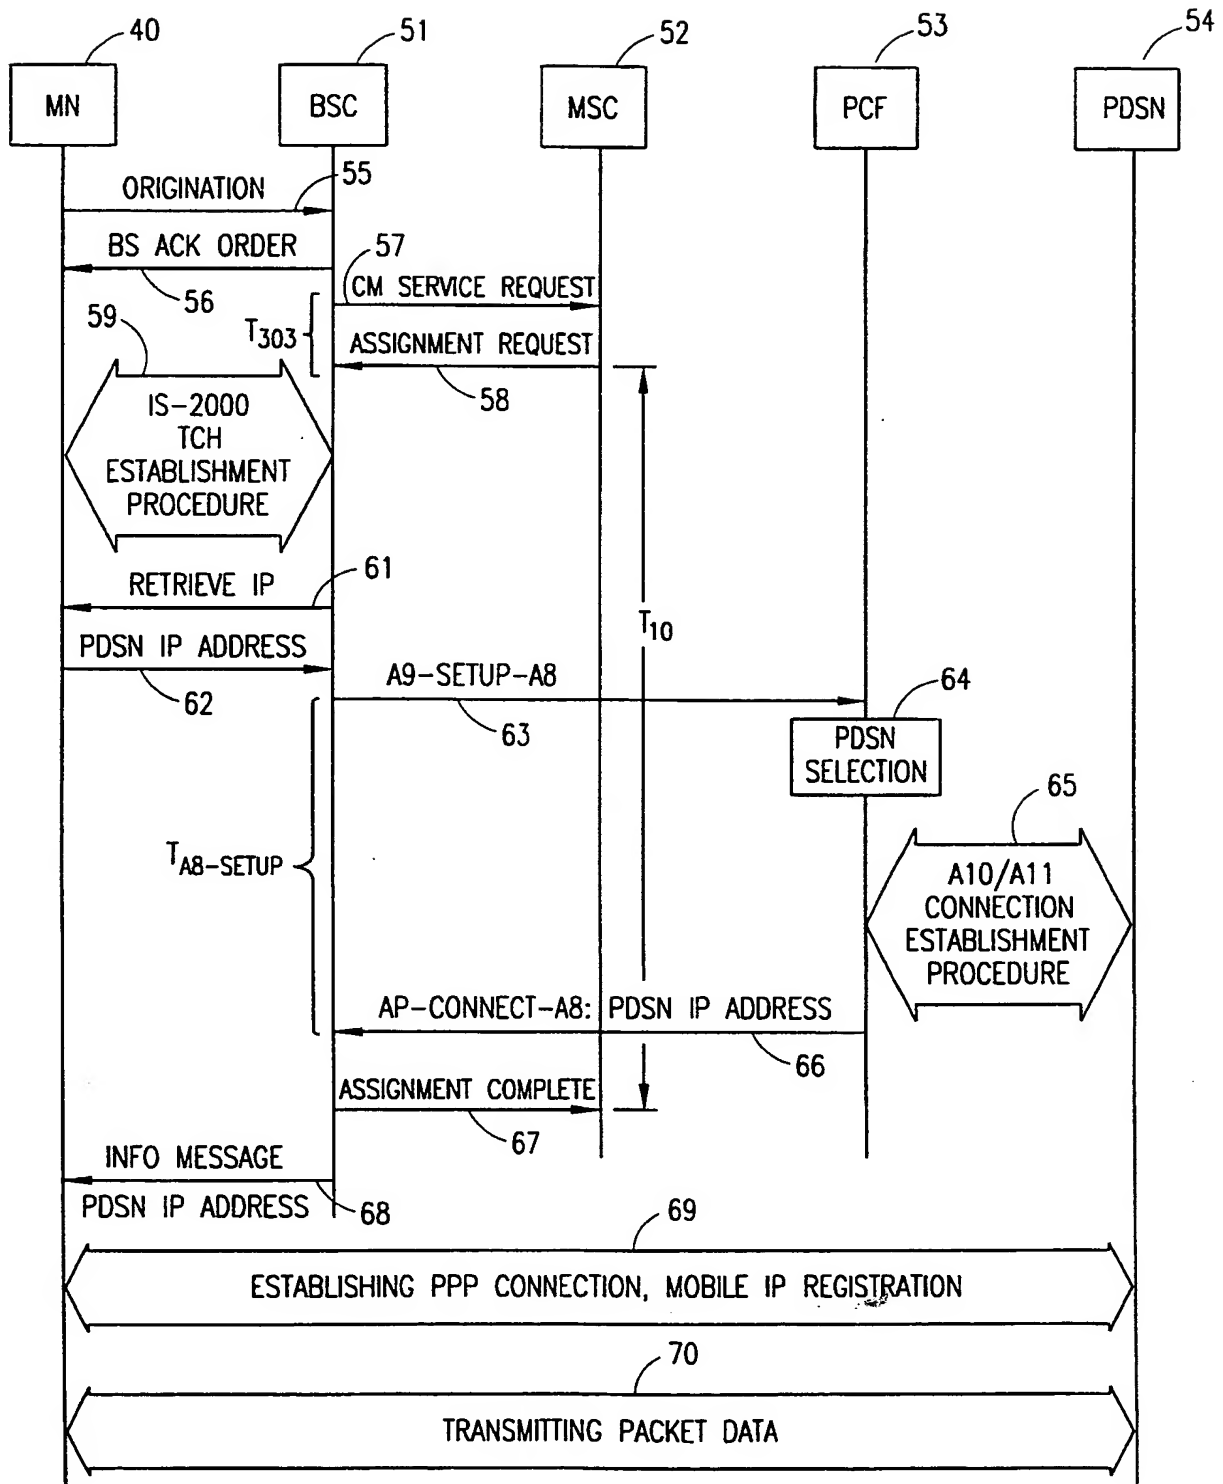 40
51
52
53
54
MN
BSC
MSC
PCF
PDSN
ORIGINATION
55
BS ACK ORDER
56
57
CM SERVICE REQUEST
T303
ASSIGNMENT REQUEST
58
59
IS-2000
TCH
ESTABLISHMENT
PROCEDURE
RETRIEVE IP
61
T10
PDSN IP ADDRESS
62
A9-SETUP-A8
63
64
PDSN
SELECTION
TA8-SETUP
65
A10/A11
CONNECTION
ESTABLISHMENT
PROCEDURE
AP-CONNECT-A8: PDSN IP ADDRESS
66
ASSIGNMENT COMPLETE
67
INFO MESSAGE
PDSN IP ADDRESS
68
69
ESTABLISHING PPP CONNECTION, MOBILE IP REGISTRATION
70
TRANSMITTING PACKET DATA